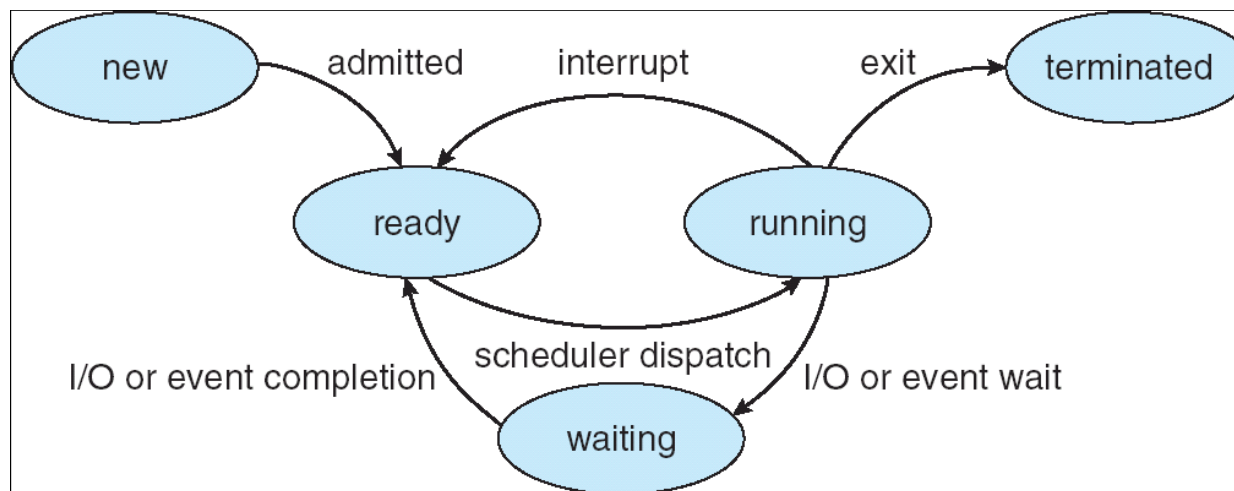 new
admitted
interrupt
exit
terminated
ready
running
scheduler dispatch
I/O or event completion
I/O or event wait
waiting